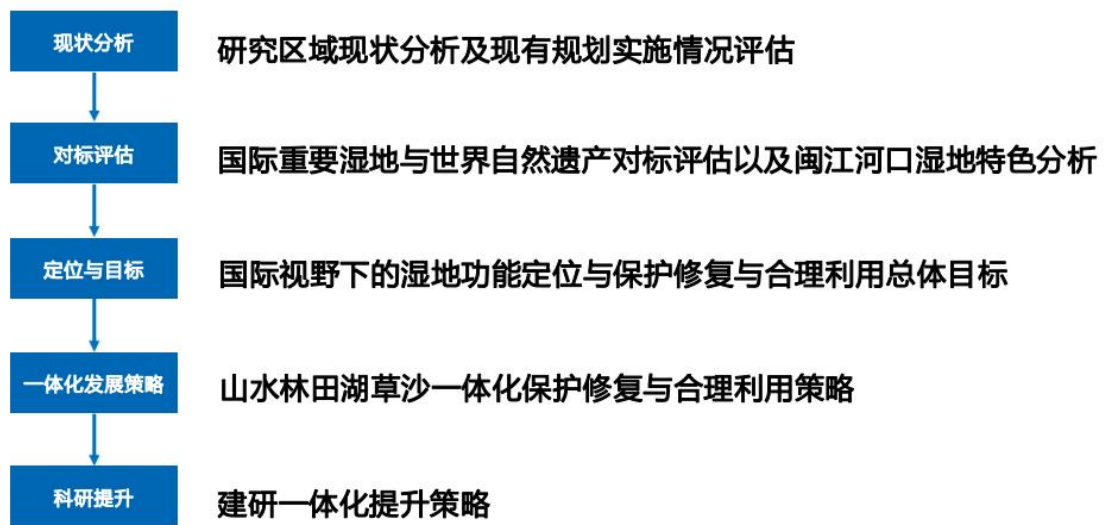 现状分析
研究区域现状分析及现有规划实施情况评估
对标评估
国际重要湿地与世界自然遗产对标评估以及闽江河口湿地特色分析
定位与目标
国际视野下的湿地功能定位与保护修复与合理利用总体目标
一体化发展策略
山水林田湖草沙一体化保护修复与合理利用策略
科研提升
建研一体化提升策略